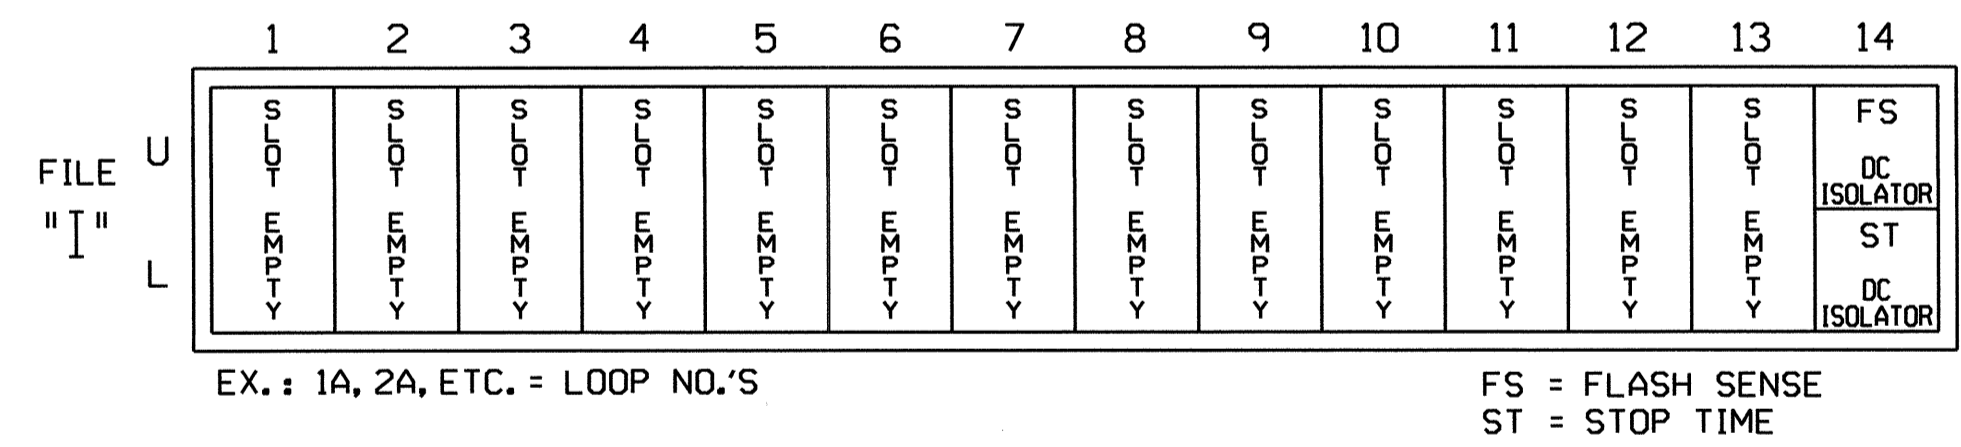 1 2 3 4 5 6 7 8 9 10 11 12 13 14
FILE
"I"
U
L
SLOT EMPTY
SLOT EMPTY
SLOT EMPTY
SLOT EMPTY
SLOT EMPTY
SLOT EMPTY
SLOT EMPTY
SLOT EMPTY
SLOT EMPTY
SLOT EMPTY
SLOT EMPTY
SLOT EMPTY
SLOT EMPTY
FS
DC
ISOLATOR
ST
DC
ISOLATOR
EX.: 1A, 2A, ETC. = LOOP NO.'S
FS = FLASH SENSE
ST = STOP TIME